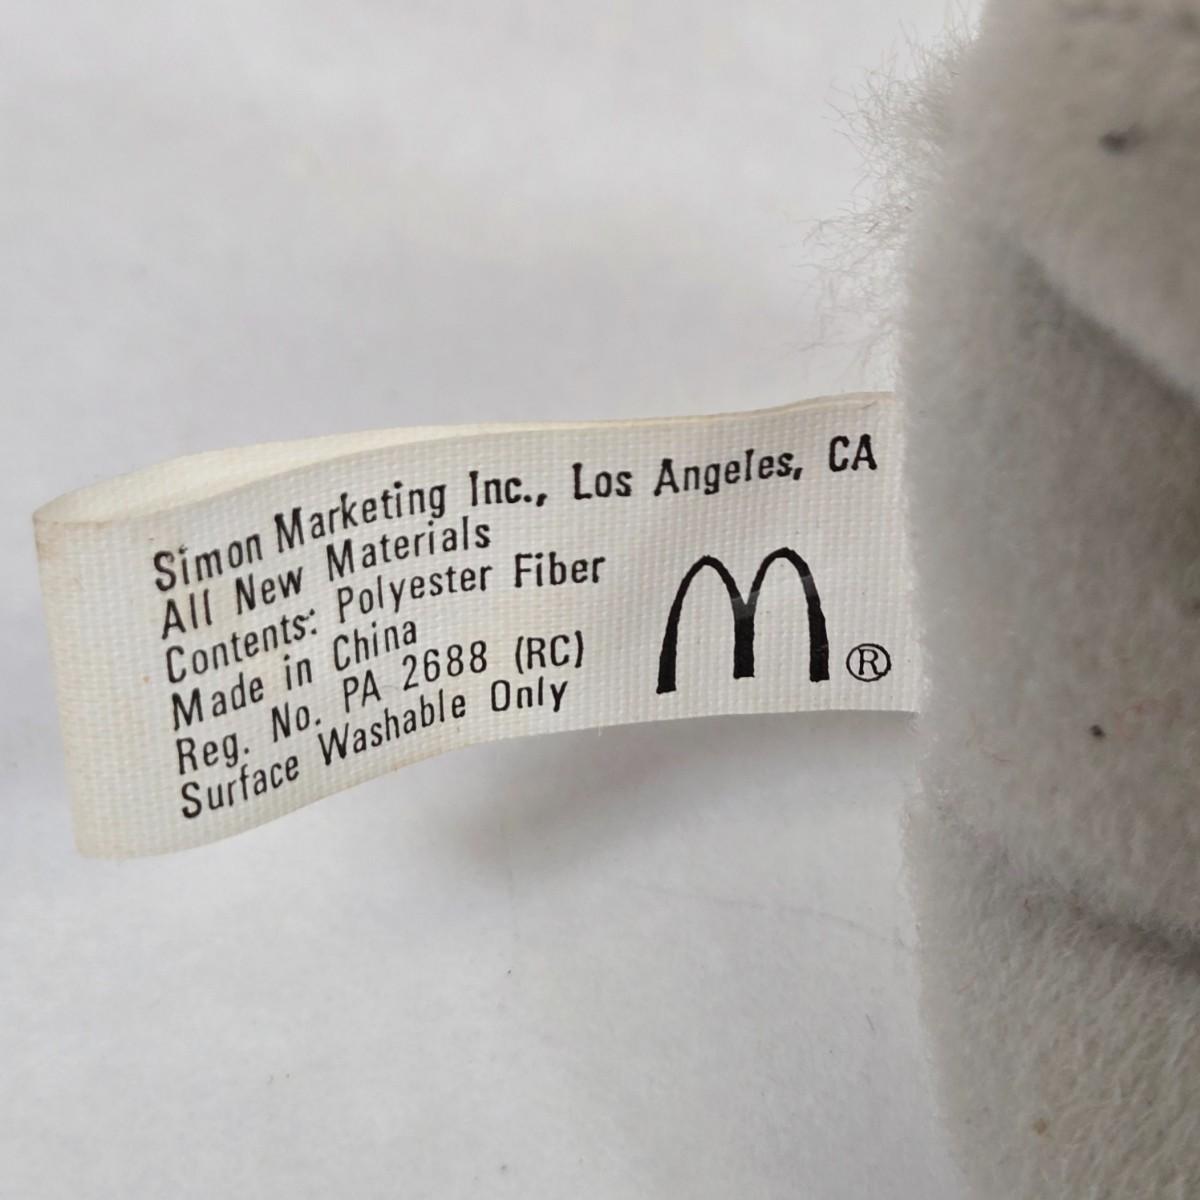 Simon Marketing Inc., Los Angeles, CA
All New Materials
Contents: Polyester Fiber
Made in China
Reg. No. PA 2688 (RC)
Surface Washable Only
M®